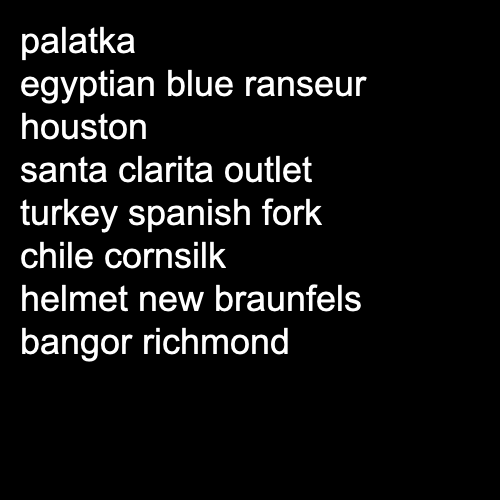 palatka
egyptian blue ranseur
houston
santa clarita outlet
turkey spanish fork
chile cornsilk
helmet new braunfels
bangor richmond